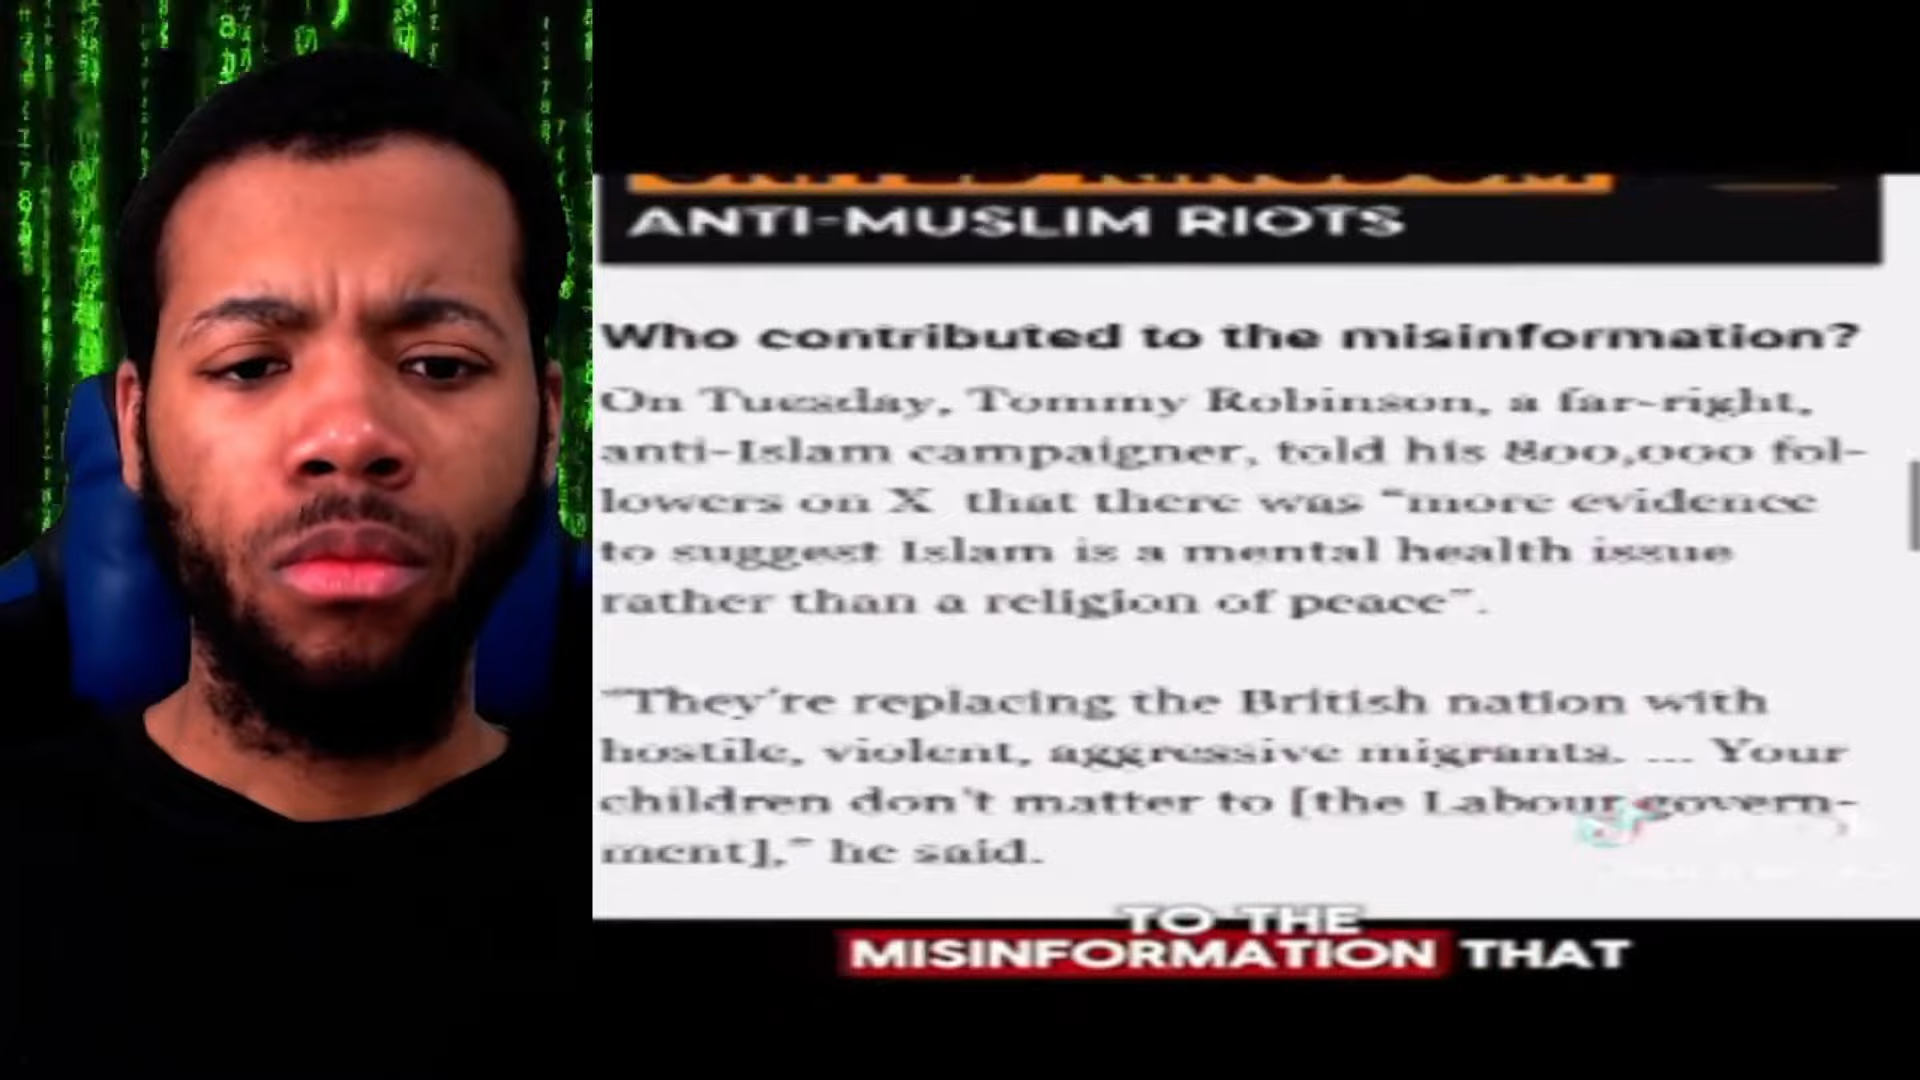 ANTI-MUSLIM RIOTS
Who contributed to the misinformation?
On Tuesday, Tommy Robinson, a far-right,
anti-Islam campaigner, told his 800,000 fol-
lowers on X that there was “more evidence
to suggest Islam is a mental health issue
rather than a religion of peace”.
“They’re replacing the British nation with
hostile, violent, aggressive migrants. ... Your
children don’t matter to [the Labour govern-
ment],” he said.
TO THE
MISINFORMATION THAT